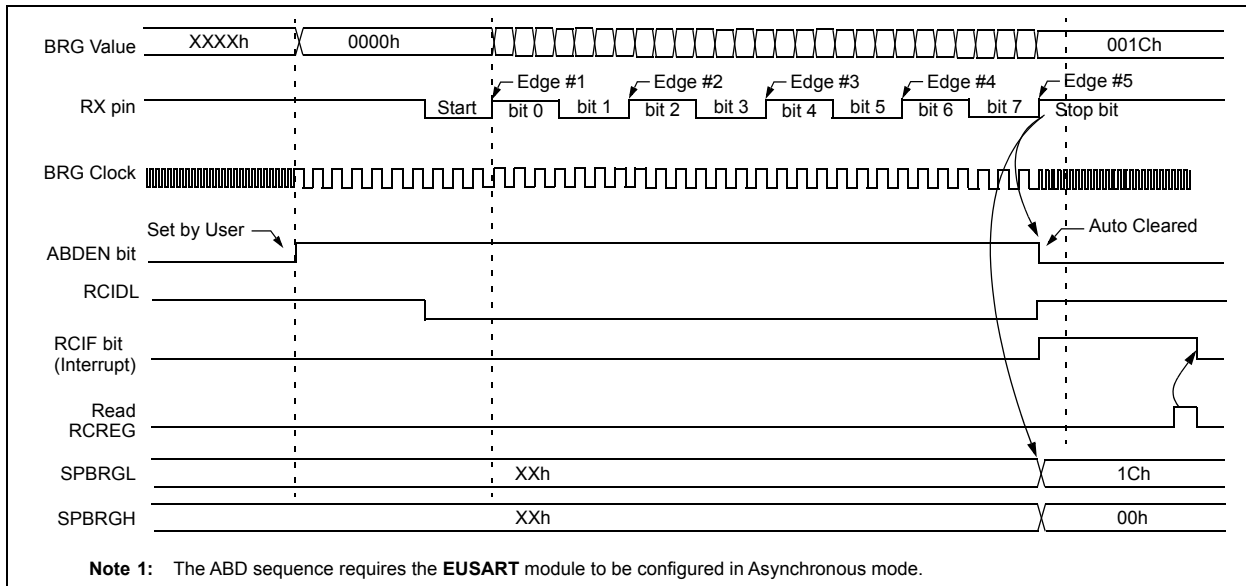 BRG Value XXXXh 0000h 001Ch
Edge #1 Edge #2 Edge #3 Edge #4 Edge #5
RX pin Start bit 0 bit 1 bit 2 bit 3 bit 4 bit 5 bit 6 bit 7 Stop bit
BRG Clock
Set by User Auto Cleared
ABDEN bit
RCIDL
RCIF bit
(Interrupt)
Read
RCREG
SPBRGL XXh 1Ch
SPBRGH XXh 00h
Note 1: The ABD sequence requires the EUSART module to be configured in Asynchronous mode.